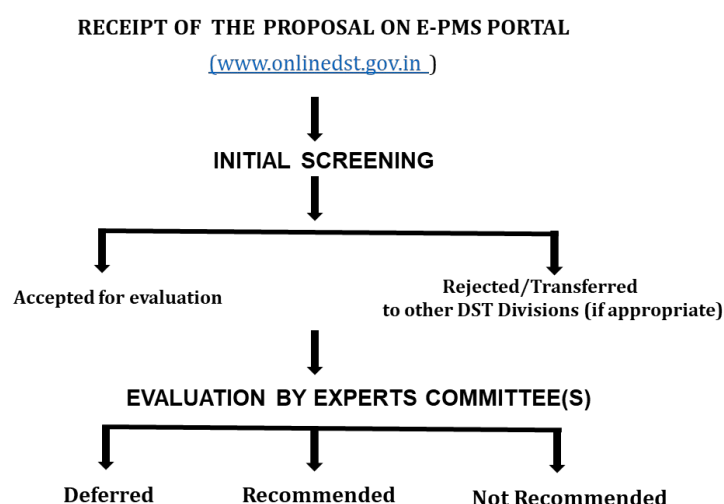 RECEIPT OF THE PROPOSAL ON E-PMS PORTAL
(www.onlinedst.gov.in )
INITIAL SCREENING
Accepted for evaluation
Rejected/Transferred
to other DST Divisions (if appropriate)
EVALUATION BY EXPERTS COMMITTEE(S)
Deferred
Recommended
Not Recommended